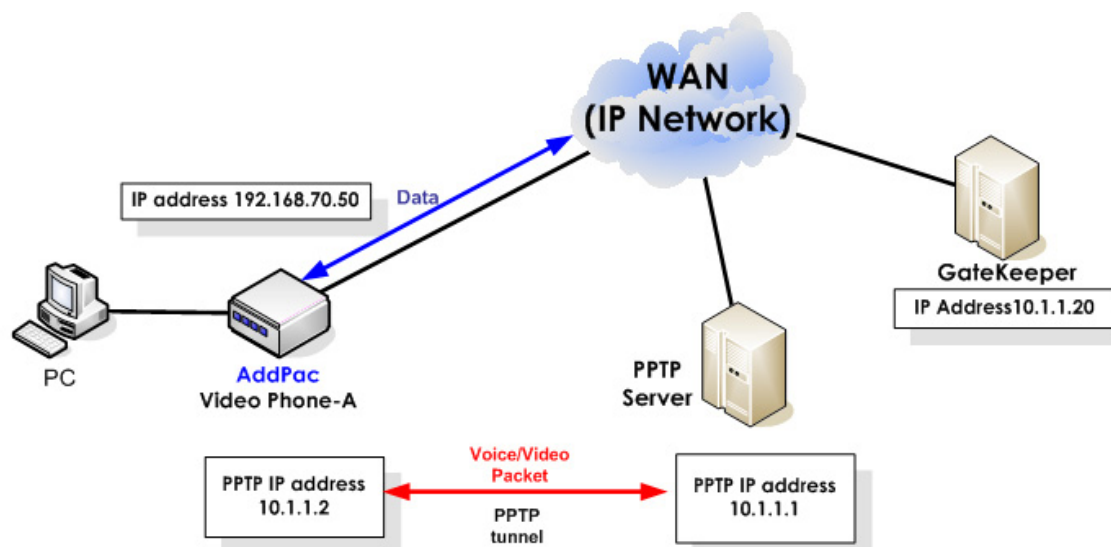 WAN
(IP Network)
IP address 192.168.70.50
Data
GateKeeper
IP Address10.1.1.20
PC
AddPac
Video Phone-A
PPTP
Server
PPTP IP address
10.1.1.2
Voice/Video
Packet
PPTP
tunnel
PPTP IP address
10.1.1.1